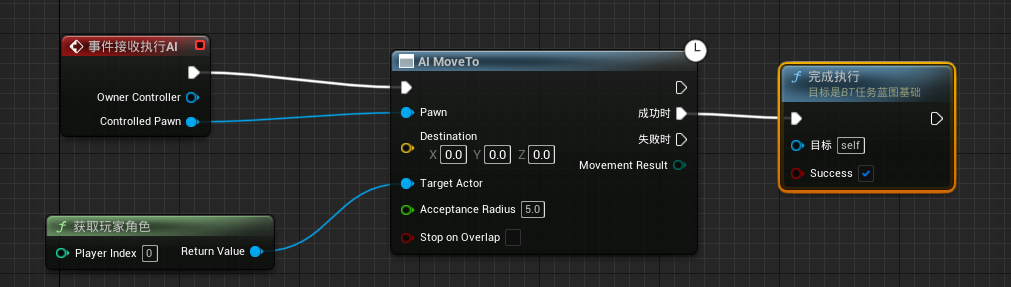 事件接收执行AI
Owner Controller
Controlled Pawn
获取玩家角色
Player Index 0
Return Value
AI MoveTo
Pawn
成功时
Destination
X 0.0 Y 0.0 Z 0.0
失败时
Movement Result
Target Actor
Acceptance Radius 5.0
Stop on Overlap
完成执行
目标是BT任务蓝图基础
目标 self
Success